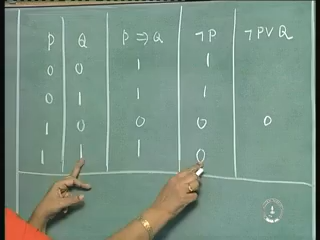 P Q P ⇒ Q ¬P ¬P∨Q
0 0 1 1
0 1 1 1
1 0 0 0 0
1 1 1 0